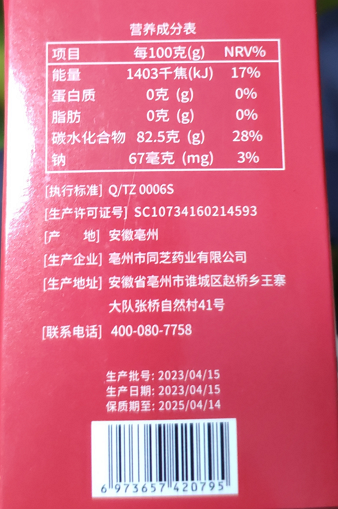 营养成分表
项目 每100克(g) NRV%
能量 1403千焦(kJ) 17%
蛋白质 0克 (g) 0%
脂肪 0克 (g) 0%
碳水化合物 82.5克 (g) 28%
钠 67毫克 (mg) 3%
[执行标准] Q/TZ 0006S
[生产许可证号] SC10734160214593
[产 地] 安徽亳州
[生产企业] 亳州市同芝药业有限公司
[生产地址] 安徽省亳州市谯城区赵桥乡王寨
大队张桥自然村41号
[联系电话] 400-080-7758
生产批号: 2023/04/15
生产日期: 2023/04/15
保质期至: 2025/04/14
6 973657 420795